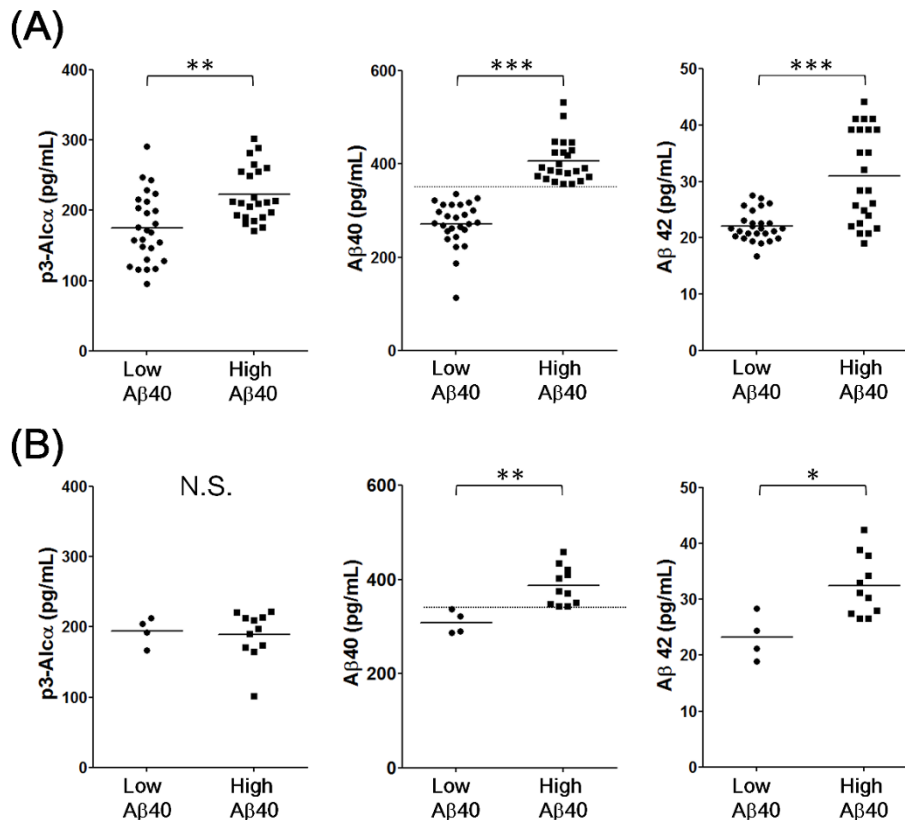 (A)
**
***
***
400
300
200
100
0
p3-Alcα (pg/mL)
Low
Aβ40
High
Aβ40
600
400
200
0
Aβ40 (pg/mL)
Low
Aβ40
High
Aβ40
50
40
30
20
10
0
Aβ 42 (pg/mL)
Low
Aβ40
High
Aβ40
(B)
N.S.
**
*
400
300
200
100
0
p3-Alcα (pg/mL)
Low
Aβ40
High
Aβ40
600
400
200
0
Aβ40 (pg/mL)
Low
Aβ40
High
Aβ40
50
40
30
20
10
0
Aβ 42 (pg/mL)
Low
Aβ40
High
Aβ40